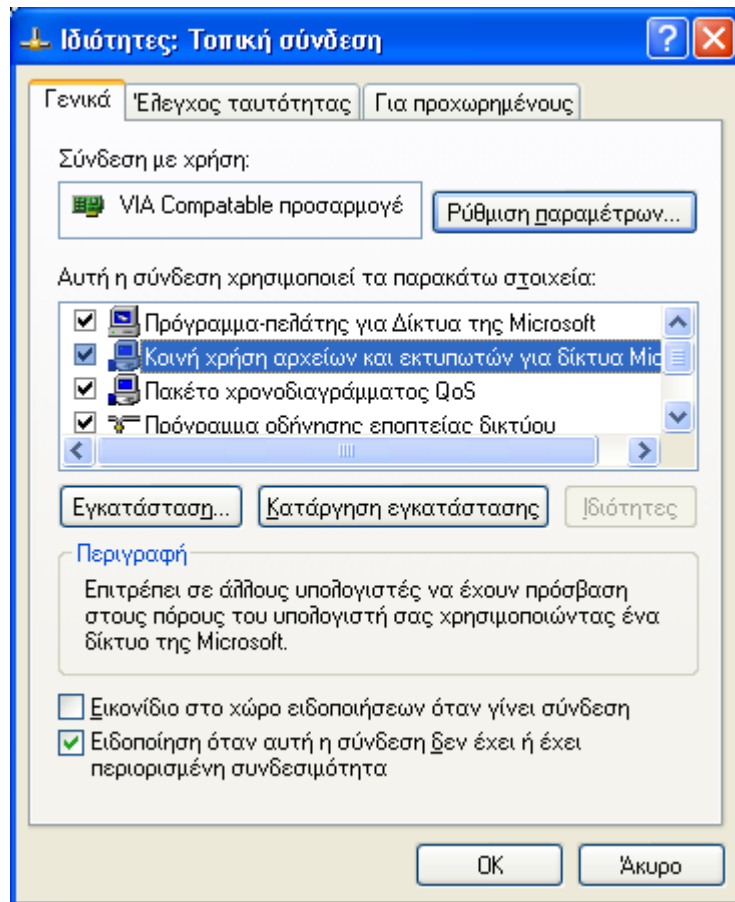 Ιδιότητες: Τοπική σύνδεση
Γενικά Έλεγχος ταυτότητας Για προχωρημένους
Σύνδεση με χρήση:
VIA Compatable προσαρμογέ Ρύθμιση παραμέτρων...
Αυτή η σύνδεση χρησιμοποιεί τα παρακάτω στοιχεία:
Πρόγραμμα-πελάτης για Δίκτυα της Microsoft
Κοινή χρήση αρχείων και εκτυπωτών για δίκτυα Mic
Πακέτο χρονοδιαγράμματος QoS
Πρόγραμμα οδήγησης εποπτείας δικτύου
Εγκατάσταση... Κατάργηση εγκατάστασης Ιδιότητες
Περιγραφή
Επιτρέπει σε άλλους υπολογιστές να έχουν πρόσβαση
στους πόρους του υπολογιστή σας χρησιμοποιώντας ένα
δίκτυο της Microsoft.
Εικονίδιο στο χώρο ειδοποιήσεων όταν γίνει σύνδεση
Ειδοποίηση όταν αυτή η σύνδεση δεν έχει ή έχει
περιορισμένη συνδεσιμότητα
OK Άκυρο